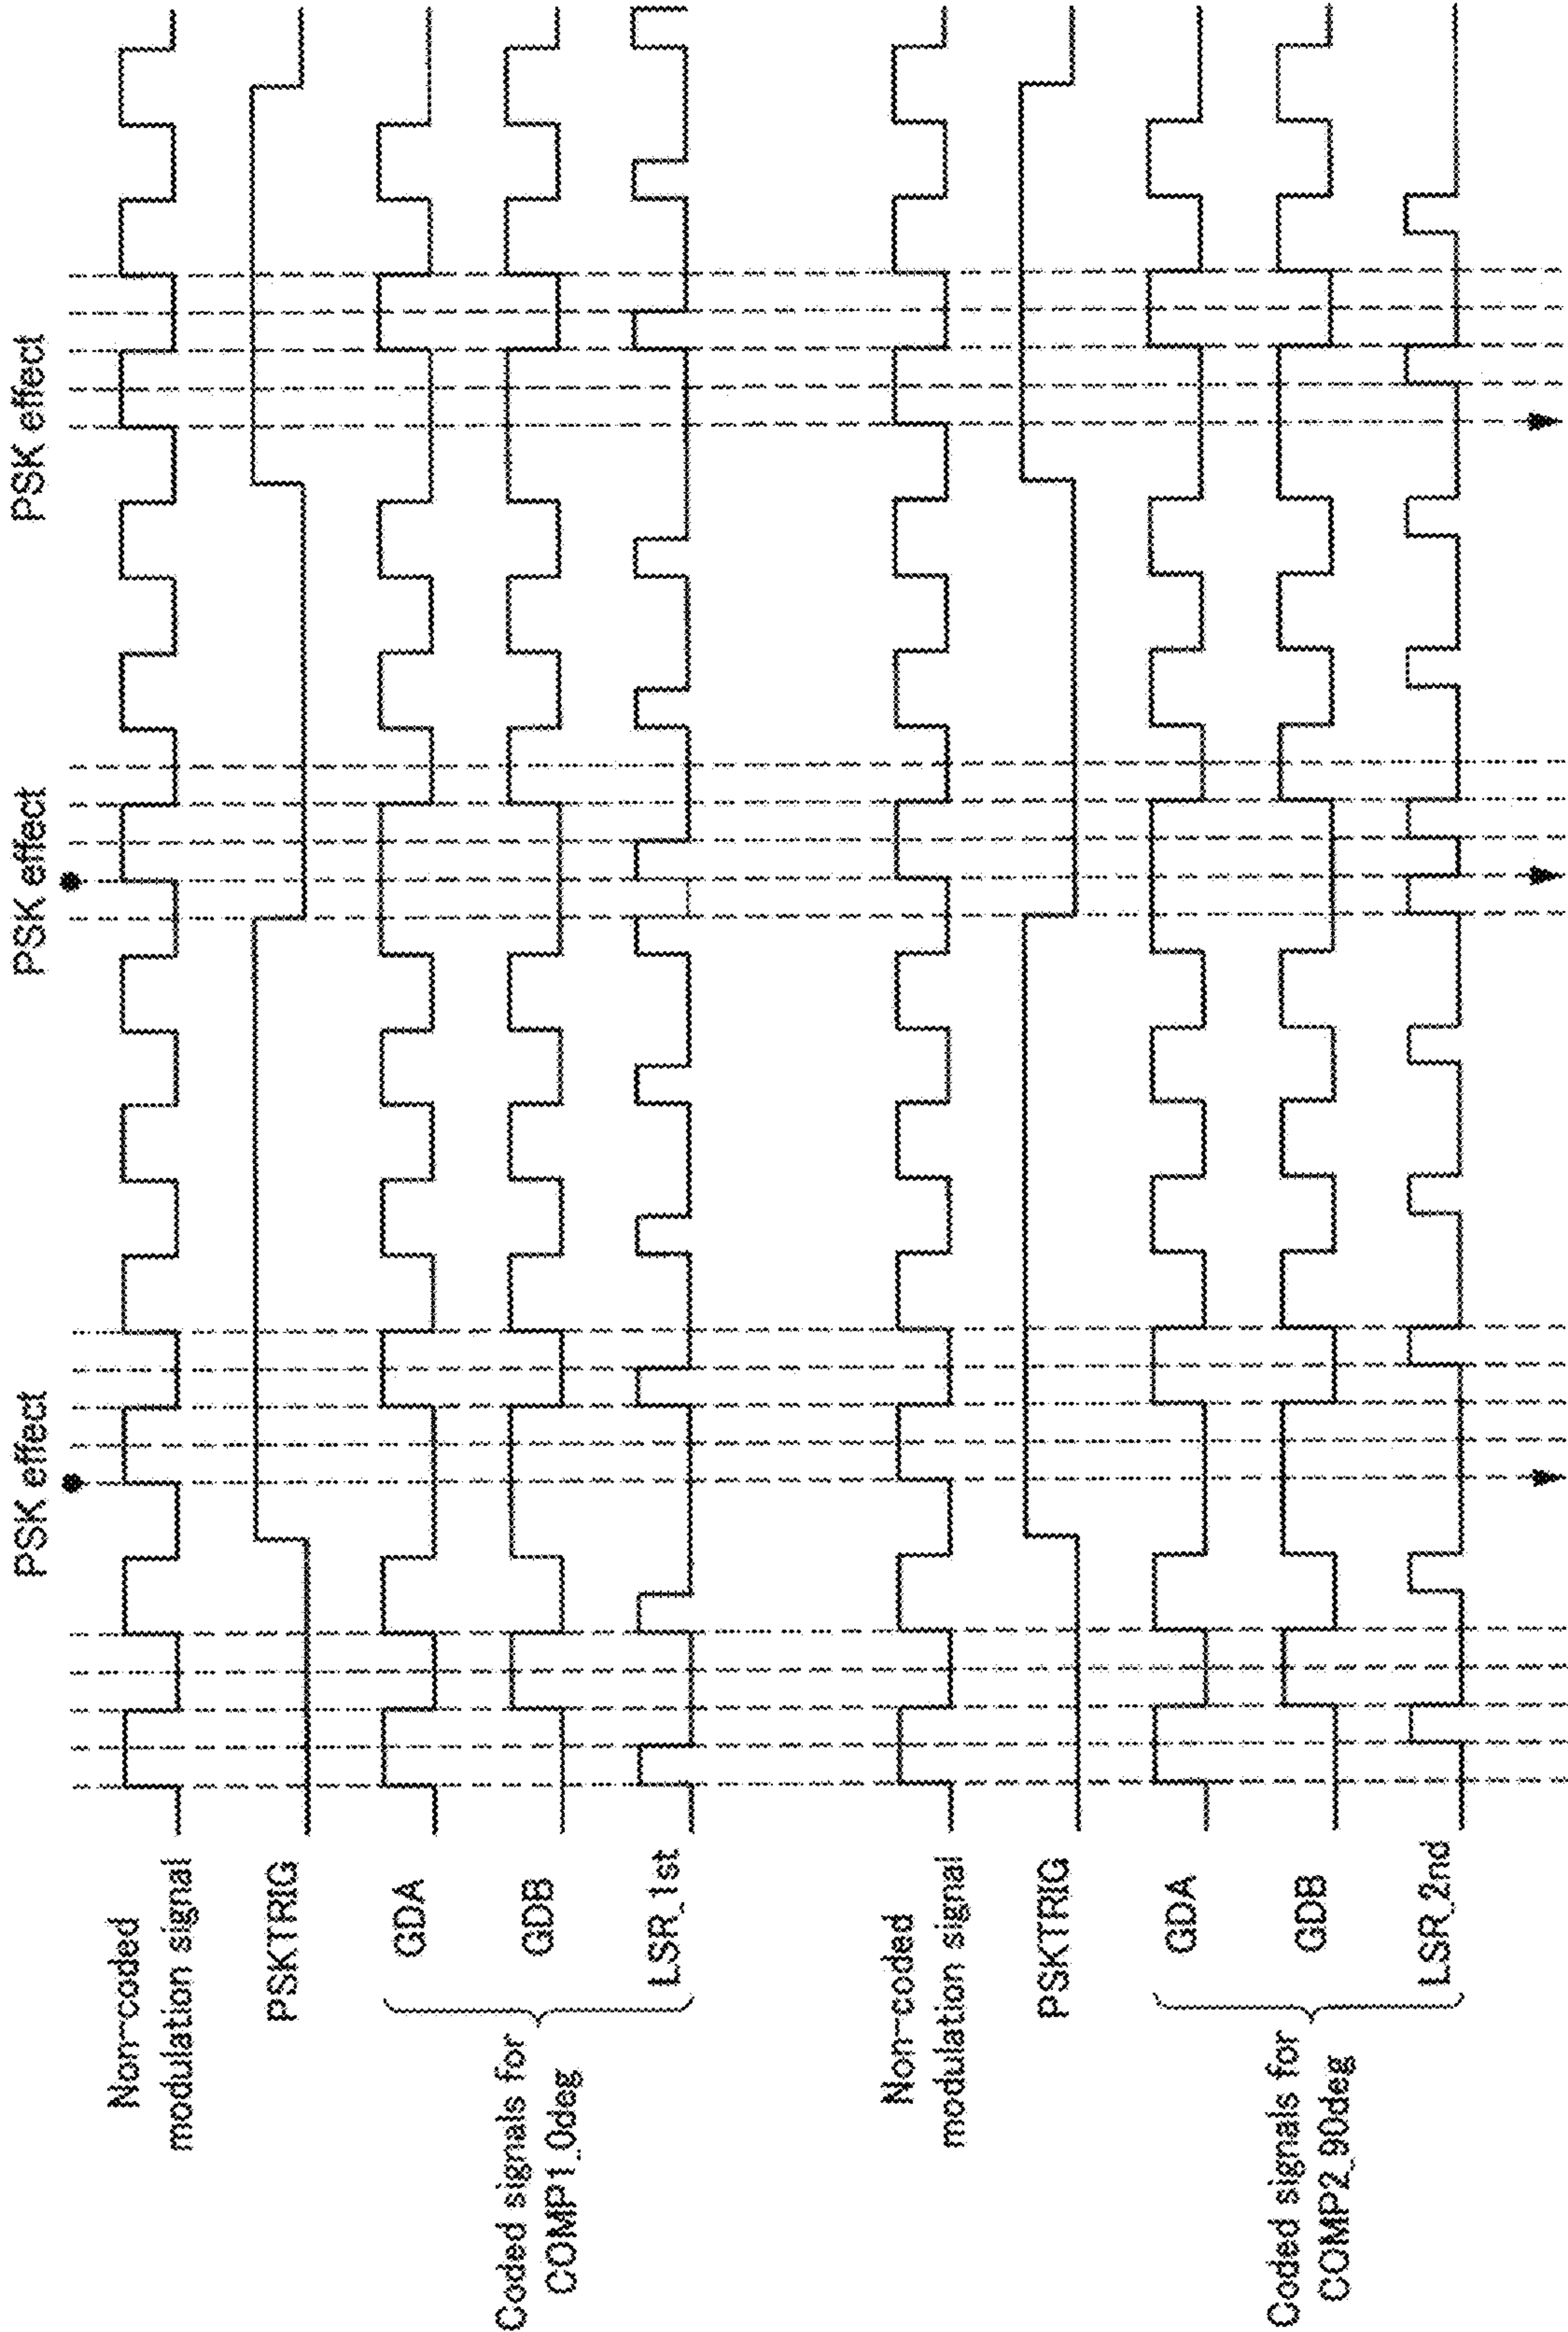 PSK effect
PSK effect
PSK effect
Non-coded
modulation signal
PSKTRIG
Coded signals for
COMP1_0deg
GDA
GDB
LSR_1st
Non-coded
modulation signal
PSKTRIG
Coded signals for
COMP2_90deg
GDA
GDB
LSR_2nd